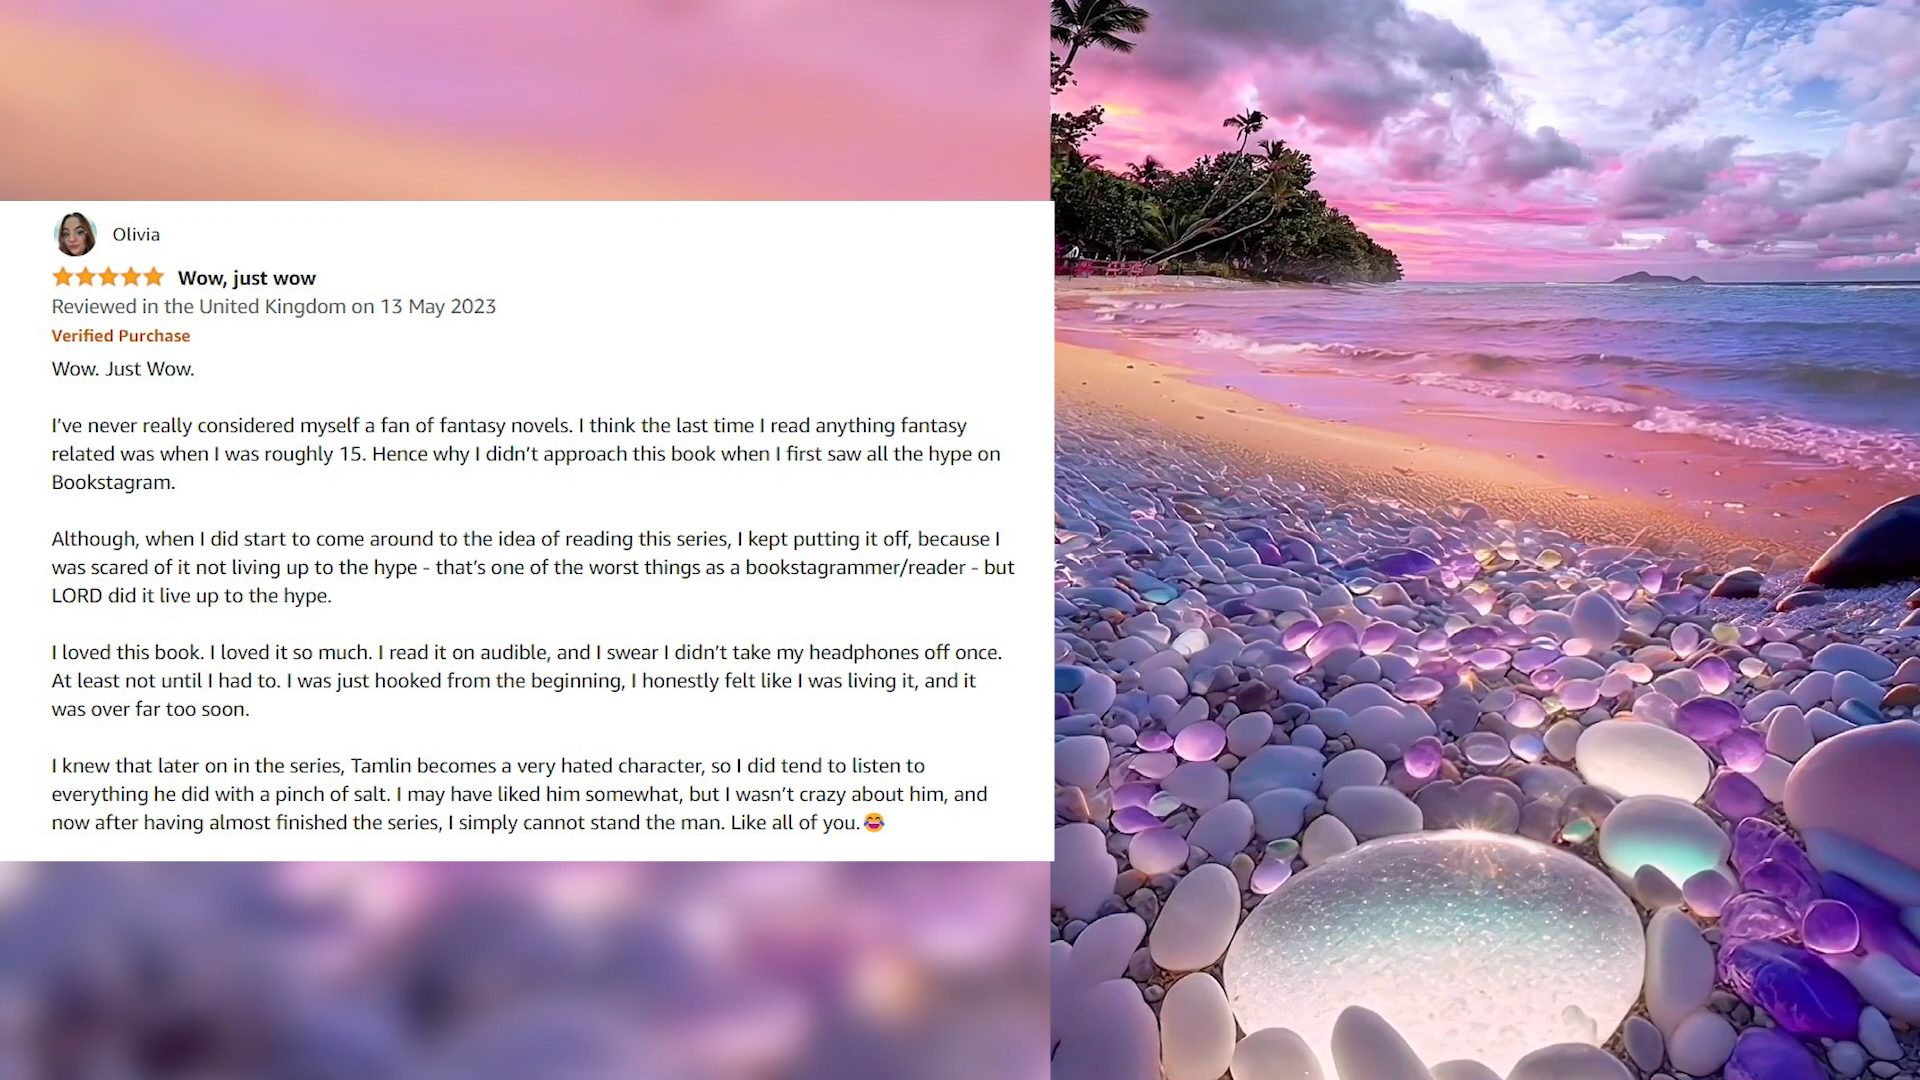 Olivia
Wow, just wow
Reviewed in the United Kingdom on 13 May 2023
Verified Purchase
Wow. Just Wow.
I’ve never really considered myself a fan of fantasy novels. I think the last time I read anything fantasy
related was when I was roughly 15. Hence why I didn’t approach this book when I first saw all the hype on
Bookstagram.
Although, when I did start to come around to the idea of reading this series, I kept putting it off, because I
was scared of it not living up to the hype - that’s one of the worst things as a bookstagrammer/reader - but
LORD did it live up to the hype.
I loved this book. I loved it so much. I read it on audible, and I swear I didn’t take my headphones off once.
At least not until I had to. I was just hooked from the beginning, I honestly felt like I was living it, and it
was over far too soon.
I knew that later on in the series, Tamlin becomes a very hated character, so I did tend to listen to
everything he did with a pinch of salt. I may have liked him somewhat, but I wasn’t crazy about him, and
now after having almost finished the series, I simply cannot stand the man. Like all of you.😂